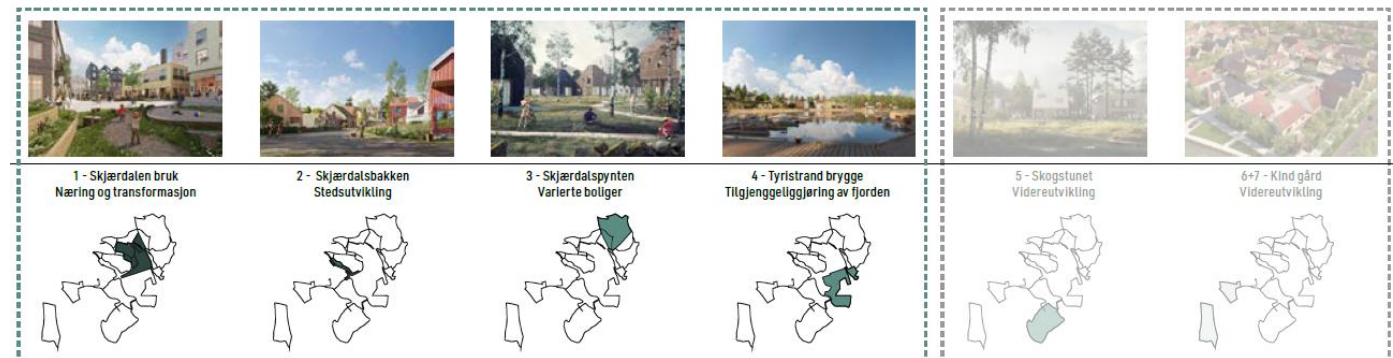 1 - Skjærdalen bruk
Næring og transformasjon
2 - Skjærdalsbakken
Stedsutvikling
3 - Skjærdalspynten
Varierte boliger
4 - Tyristrand brygge
Tilgjenggeliggjøring av fjorden
5 - Skogstunet
Videreutvikling
6+7 - Kind gård
Videreutvikling